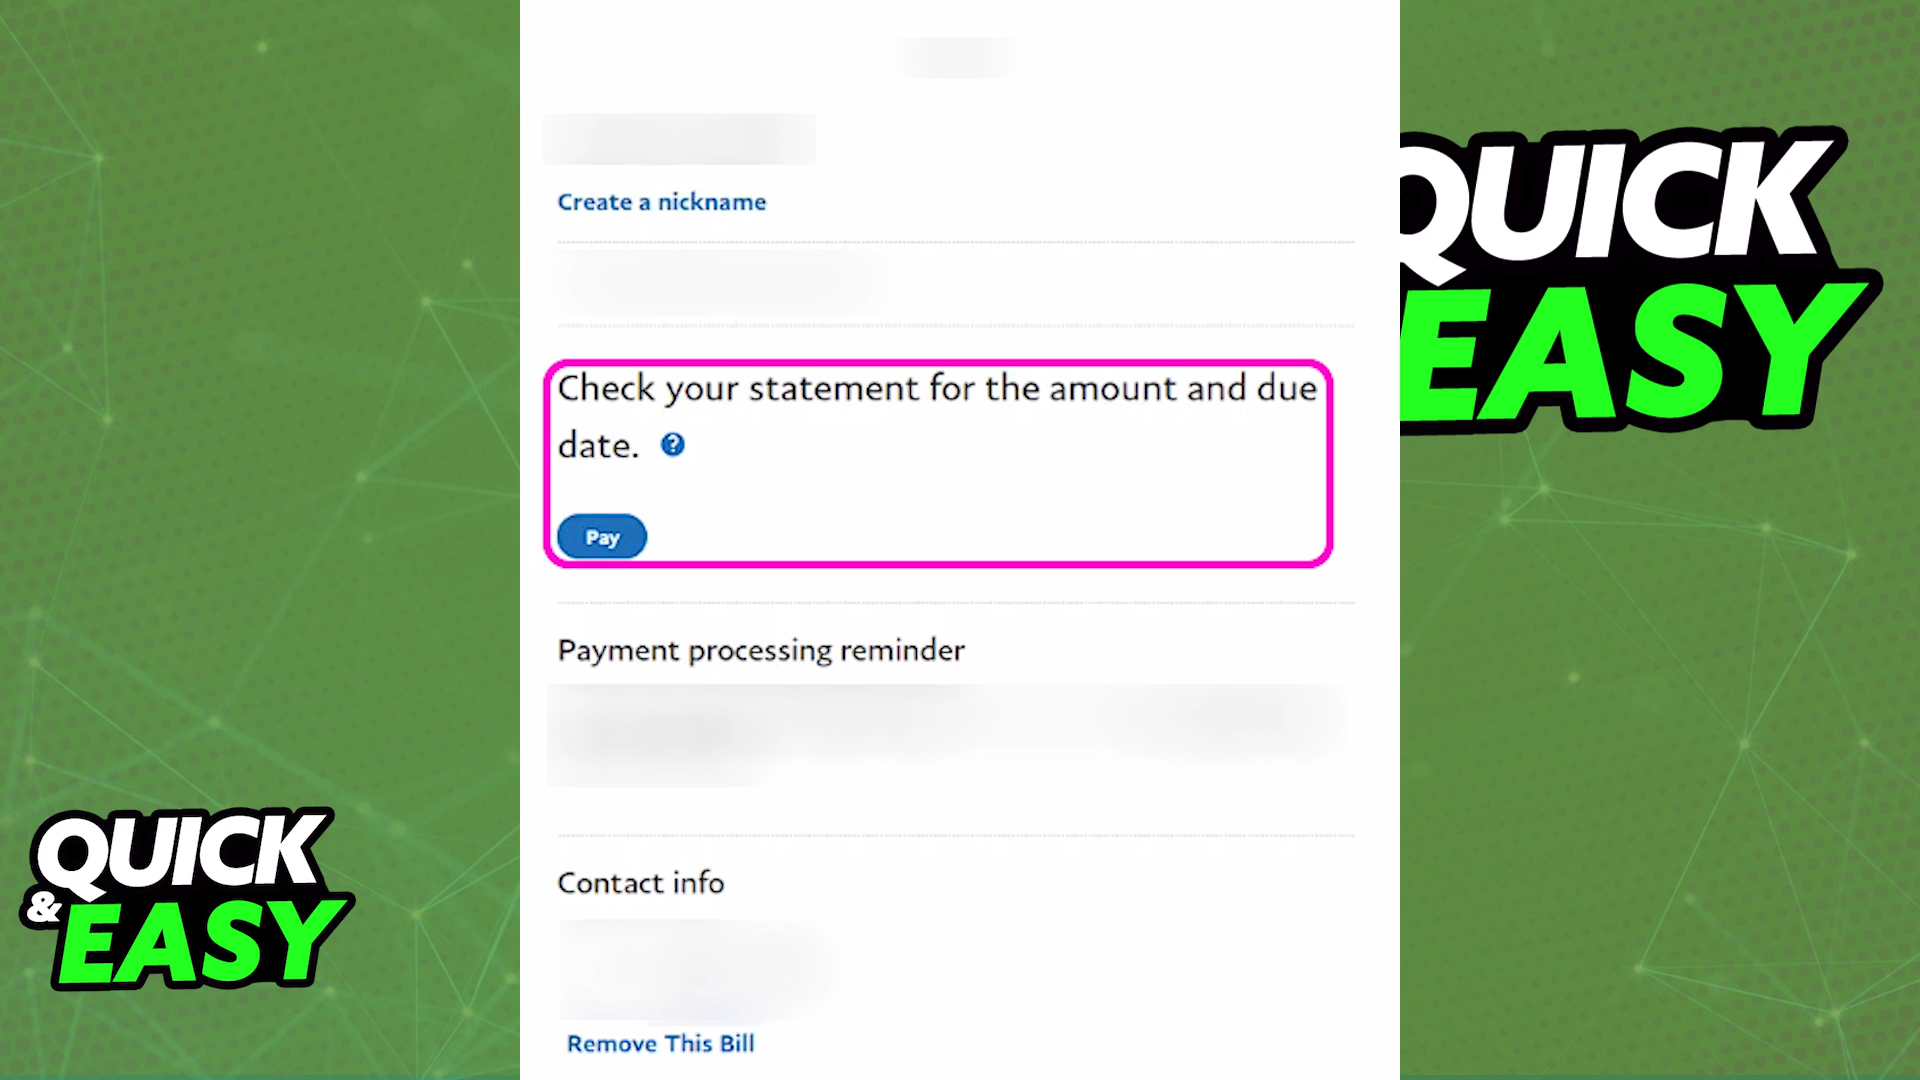 Create a nickname
Check your statement for the amount and due
date. ?
Pay
Payment processing reminder
Contact info
Remove This Bill
QUICK
EASY
QUICK
&
EASY